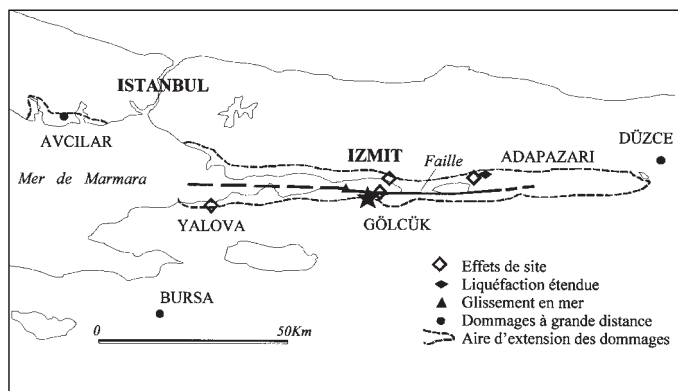 ISTANBUL
AVCILAR
Mer de Marmara
IZMIT
Faille
ADAPAZARI
DÜZCE
YALOVA
GÖLCÜK
BURSA
0 50Km
Effets de site
Liquéfaction étendue
Glissement en mer
Dommages à grande distance
Aire d'extension des dommages